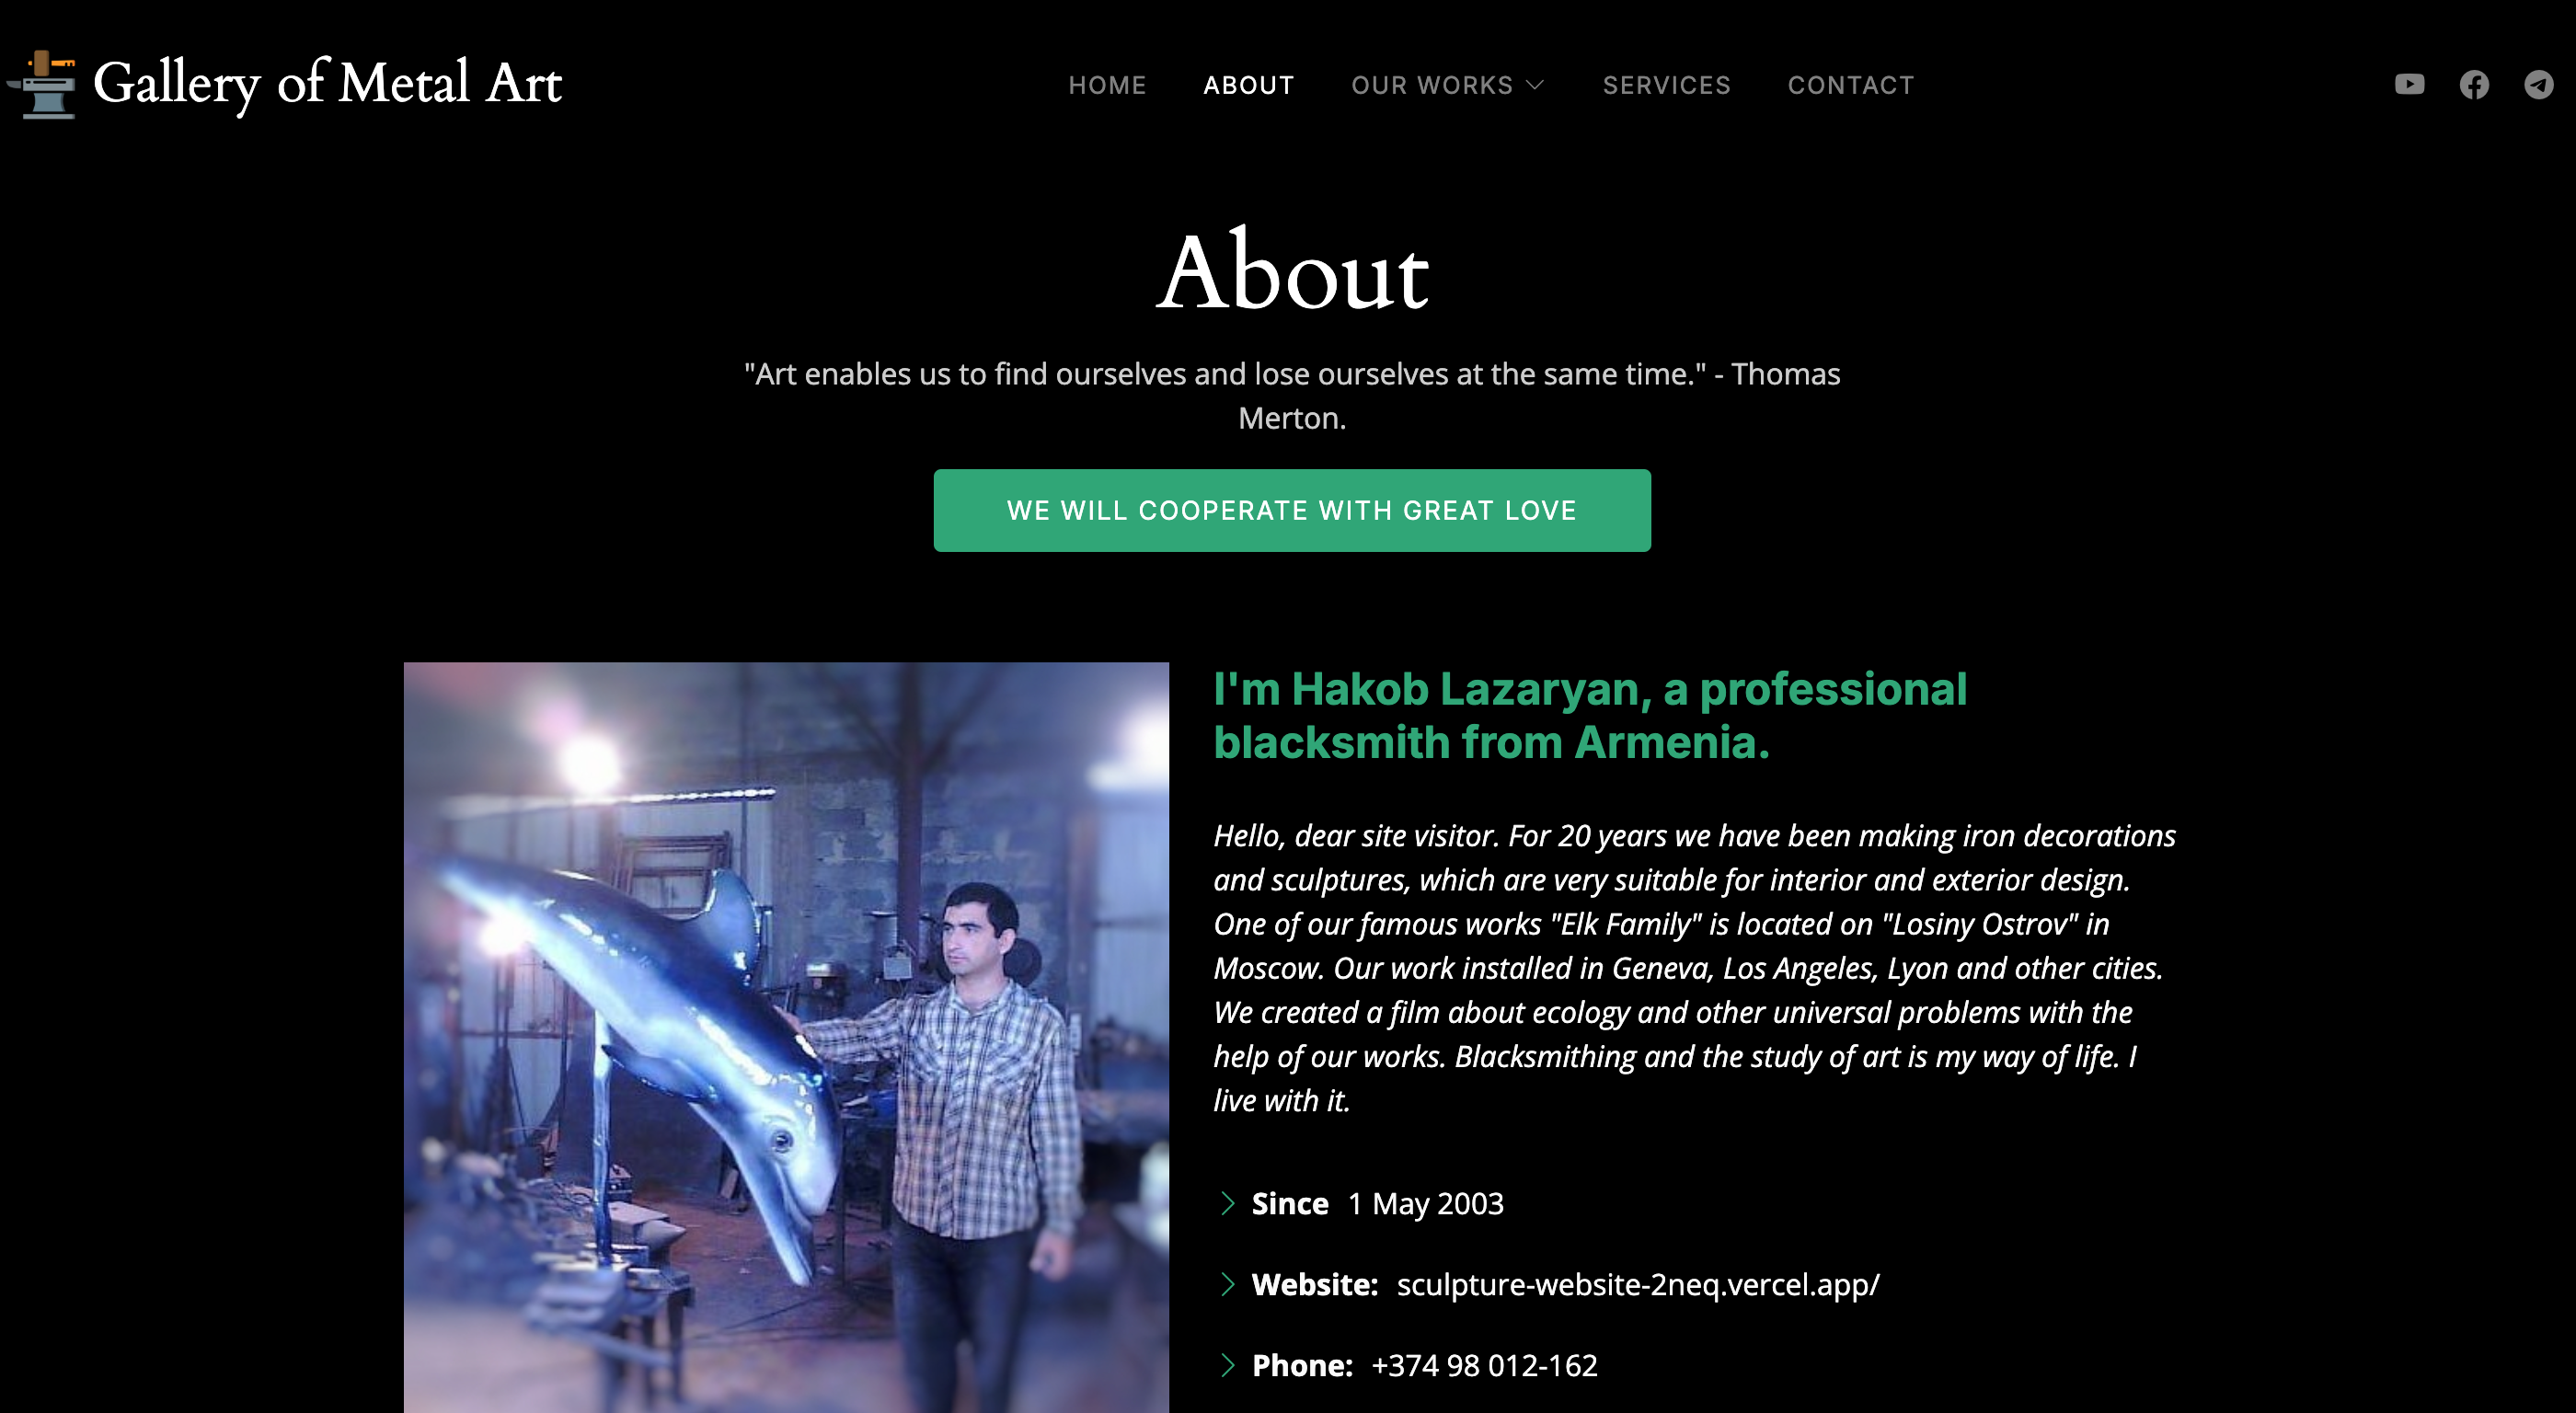 Gallery of Metal Art
HOME
ABOUT
OUR WORKS
SERVICES
CONTACT
About
"Art enables us to find ourselves and lose ourselves at the same time." - Thomas
Merton.
WE WILL COOPERATE WITH GREAT LOVE
I'm Hakob Lazaryan, a professional
blacksmith from Armenia.
Hello, dear site visitor. For 20 years we have been making iron decorations
and sculptures, which are very suitable for interior and exterior design.
One of our famous works "Elk Family" is located on "Losiny Ostrov" in
Moscow. Our work installed in Geneva, Los Angeles, Lyon and other cities.
We created a film about ecology and other universal problems with the
help of our works. Blacksmithing and the study of art is my way of life. I
live with it.
Since 1 May 2003
Website: sculpture-website-2neq.vercel.app/
Phone: +374 98 012-162